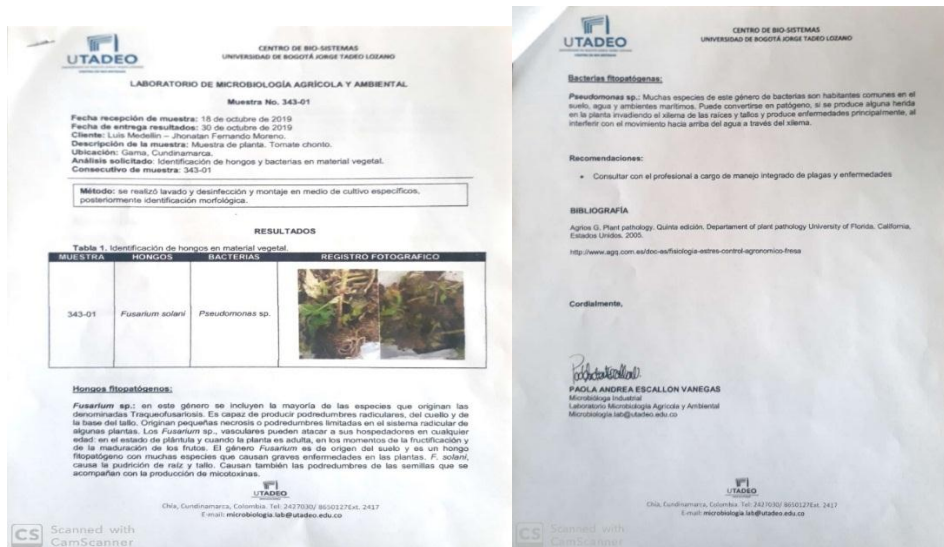 UTADEO
CENTRO DE BIO-SISTEMAS
UNIVERSIDAD DE BOGOTÁ JORGE TADEO LOZANO
LABORATORIO DE MICROBIOLOGÍA AGRÍCOLA Y AMBIENTAL
Muestra No. 343-01
Fecha recepción de muestra: 18 de octubre de 2019
Fecha de entrega resultados: 30 de octubre de 2019
Cliente: Luis Medellin – Jhonatan Fernando Moreno.
Descripción de la muestra: Muestra de planta. Tomate chonto.
Ubicación: Gama, Cundinamarca.
Análisis solicitado: Identificación de hongos y bacterias en material vegetal.
Consecutivo de muestra: 343-01
Método: se realizó lavado y desinfección y montaje en medio de cultivo específicos,
posteriormente identificación morfológica.
RESULTADOS
Tabla 1. Identificación de hongos en material vegetal.
MUESTRA HONGOS BACTERIAS REGISTRO FOTOGRAFICO
343-01 Fusarium solani Pseudomonas sp.
Hongos fitopatógenos:
Fusarium sp.: en este género se incluyen la mayoría de las especies que originan las
denominadas Traqueofusariosis. Es capaz de producir podredumbres radiculares, del cuello y de
la base del tallo. Originan pequeñas necrosis o podredumbres limitadas en el sistema radicular de
algunas plantas. Los Fusarium sp., vasculares pueden atacar a sus hospedadores en cualquier
edad: en el estado de plántula y cuando la planta es adulta, en los momentos de la fructificación y
de la maduración de los frutos. El género Fusarium es de origen del suelo y es un hongo
fitopatógeno con muchas especies que causan graves enfermedades en las plantas. F. solani,
causa la pudrición de raíz y tallo. Causan también las podredumbres de las semillas que se
acompañan con la producción de micotoxinas.
UTADEO
Chía, Cundinamarca, Colombia. Tel: 2427030/ 8650127Ext. 2417
E-mail: microbiologia.lab@utadeo.edu.co
CS Scanned with
CamScanner
UTADEO
CENTRO DE BIO-SISTEMAS
UNIVERSIDAD DE BOGOTÁ JORGE TADEO LOZANO
Bacterias fitopatógenas:
Pseudomonas sp.: Muchas especies de este género de bacterias son habitantes comunes en el
suelo, agua y ambientes marítimos. Puede convertirse en patógeno, si se produce alguna herida
en la planta invadiendo el xilema de las raíces y tallos y produce enfermedades principalmente, al
interferir con el movimiento hacia arriba del agua a través del xilema.
Recomendaciones:
• Consultar con el profesional a cargo de manejo integrado de plagas y enfermedades
BIBLIOGRAFÍA
Agrios G. Plant pathology. Quinta edición. Departament of plant pathology University of Florida, California,
Estados Unidos. 2005.
http://www.agq.com.es/doc-es/fisiologia-estres-control-agronomico-fresa
Cordialmente,
PAOLA ANDREA ESCALLON VANEGAS
Microbióloga Industrial
Laboratorio Microbiología Agrícola y Ambiental
Microbiologia.lab@utadeo.edu.co
UTADEO
Chía, Cundinamarca, Colombia. Tel: 2427030/ 8650127Ext. 2417
E-mail: microbiologia.lab@utadeo.edu.co
CS Scanned with
CamScanner